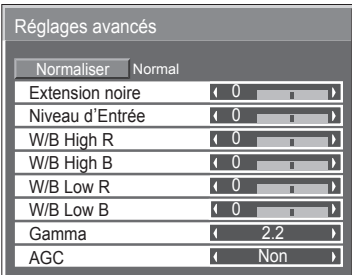 Réglages avancés
Normaliser Normal
Extension noire 0
Niveau d'Entrée 0
W/B High R 0
W/B High B 0
W/B Low R 0
W/B Low B 0
Gamma 2.2
AGC Non